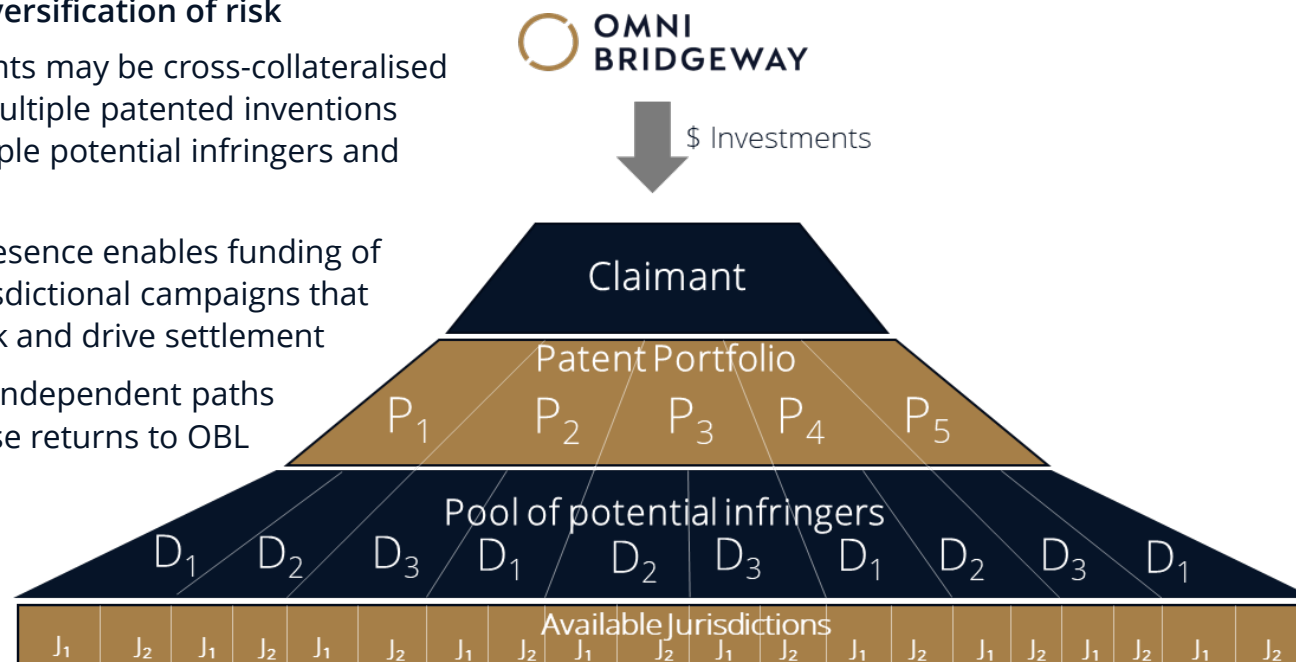 versification of risk
nts may be cross-collateralised
ultiple patented inventions
ple potential infringers and
esence enables funding of
sdictional campaigns that
k and drive settlement
independent paths
se returns to OBL
OMNI
BRIDGEWAY
$ Investments
Claimant
Patent Portfolio
P₁ P₂ P₃ P₄ P₅
Pool of potential infringers
D₁ D₂ D₃ D₁ D₂ D₃ D₁ D₂ D₃ D₁
Available Jurisdictions
J₁ J₂ J₁ J₂ J₁ J₂ J₁ J₂ J₁ J₂ J₁ J₂ J₁ J₂ J₁ J₂ J₁ J₂ J₁ J₂